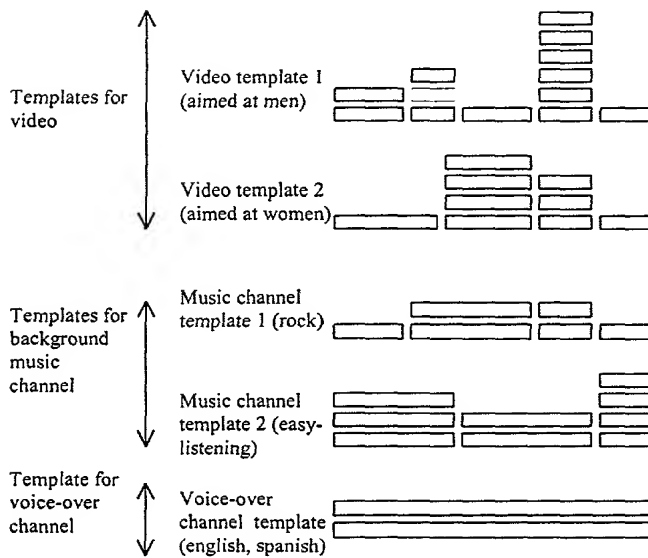 Templates for
video
Video template 1
(aimed at men)
Video template 2
(aimed at women)
Templates for
background
music
channel
Music channel
template 1 (rock)
Music channel
template 2 (easy-
listening)
Template for
voice-over
channel
Voice-over
channel template
(english, spanish)